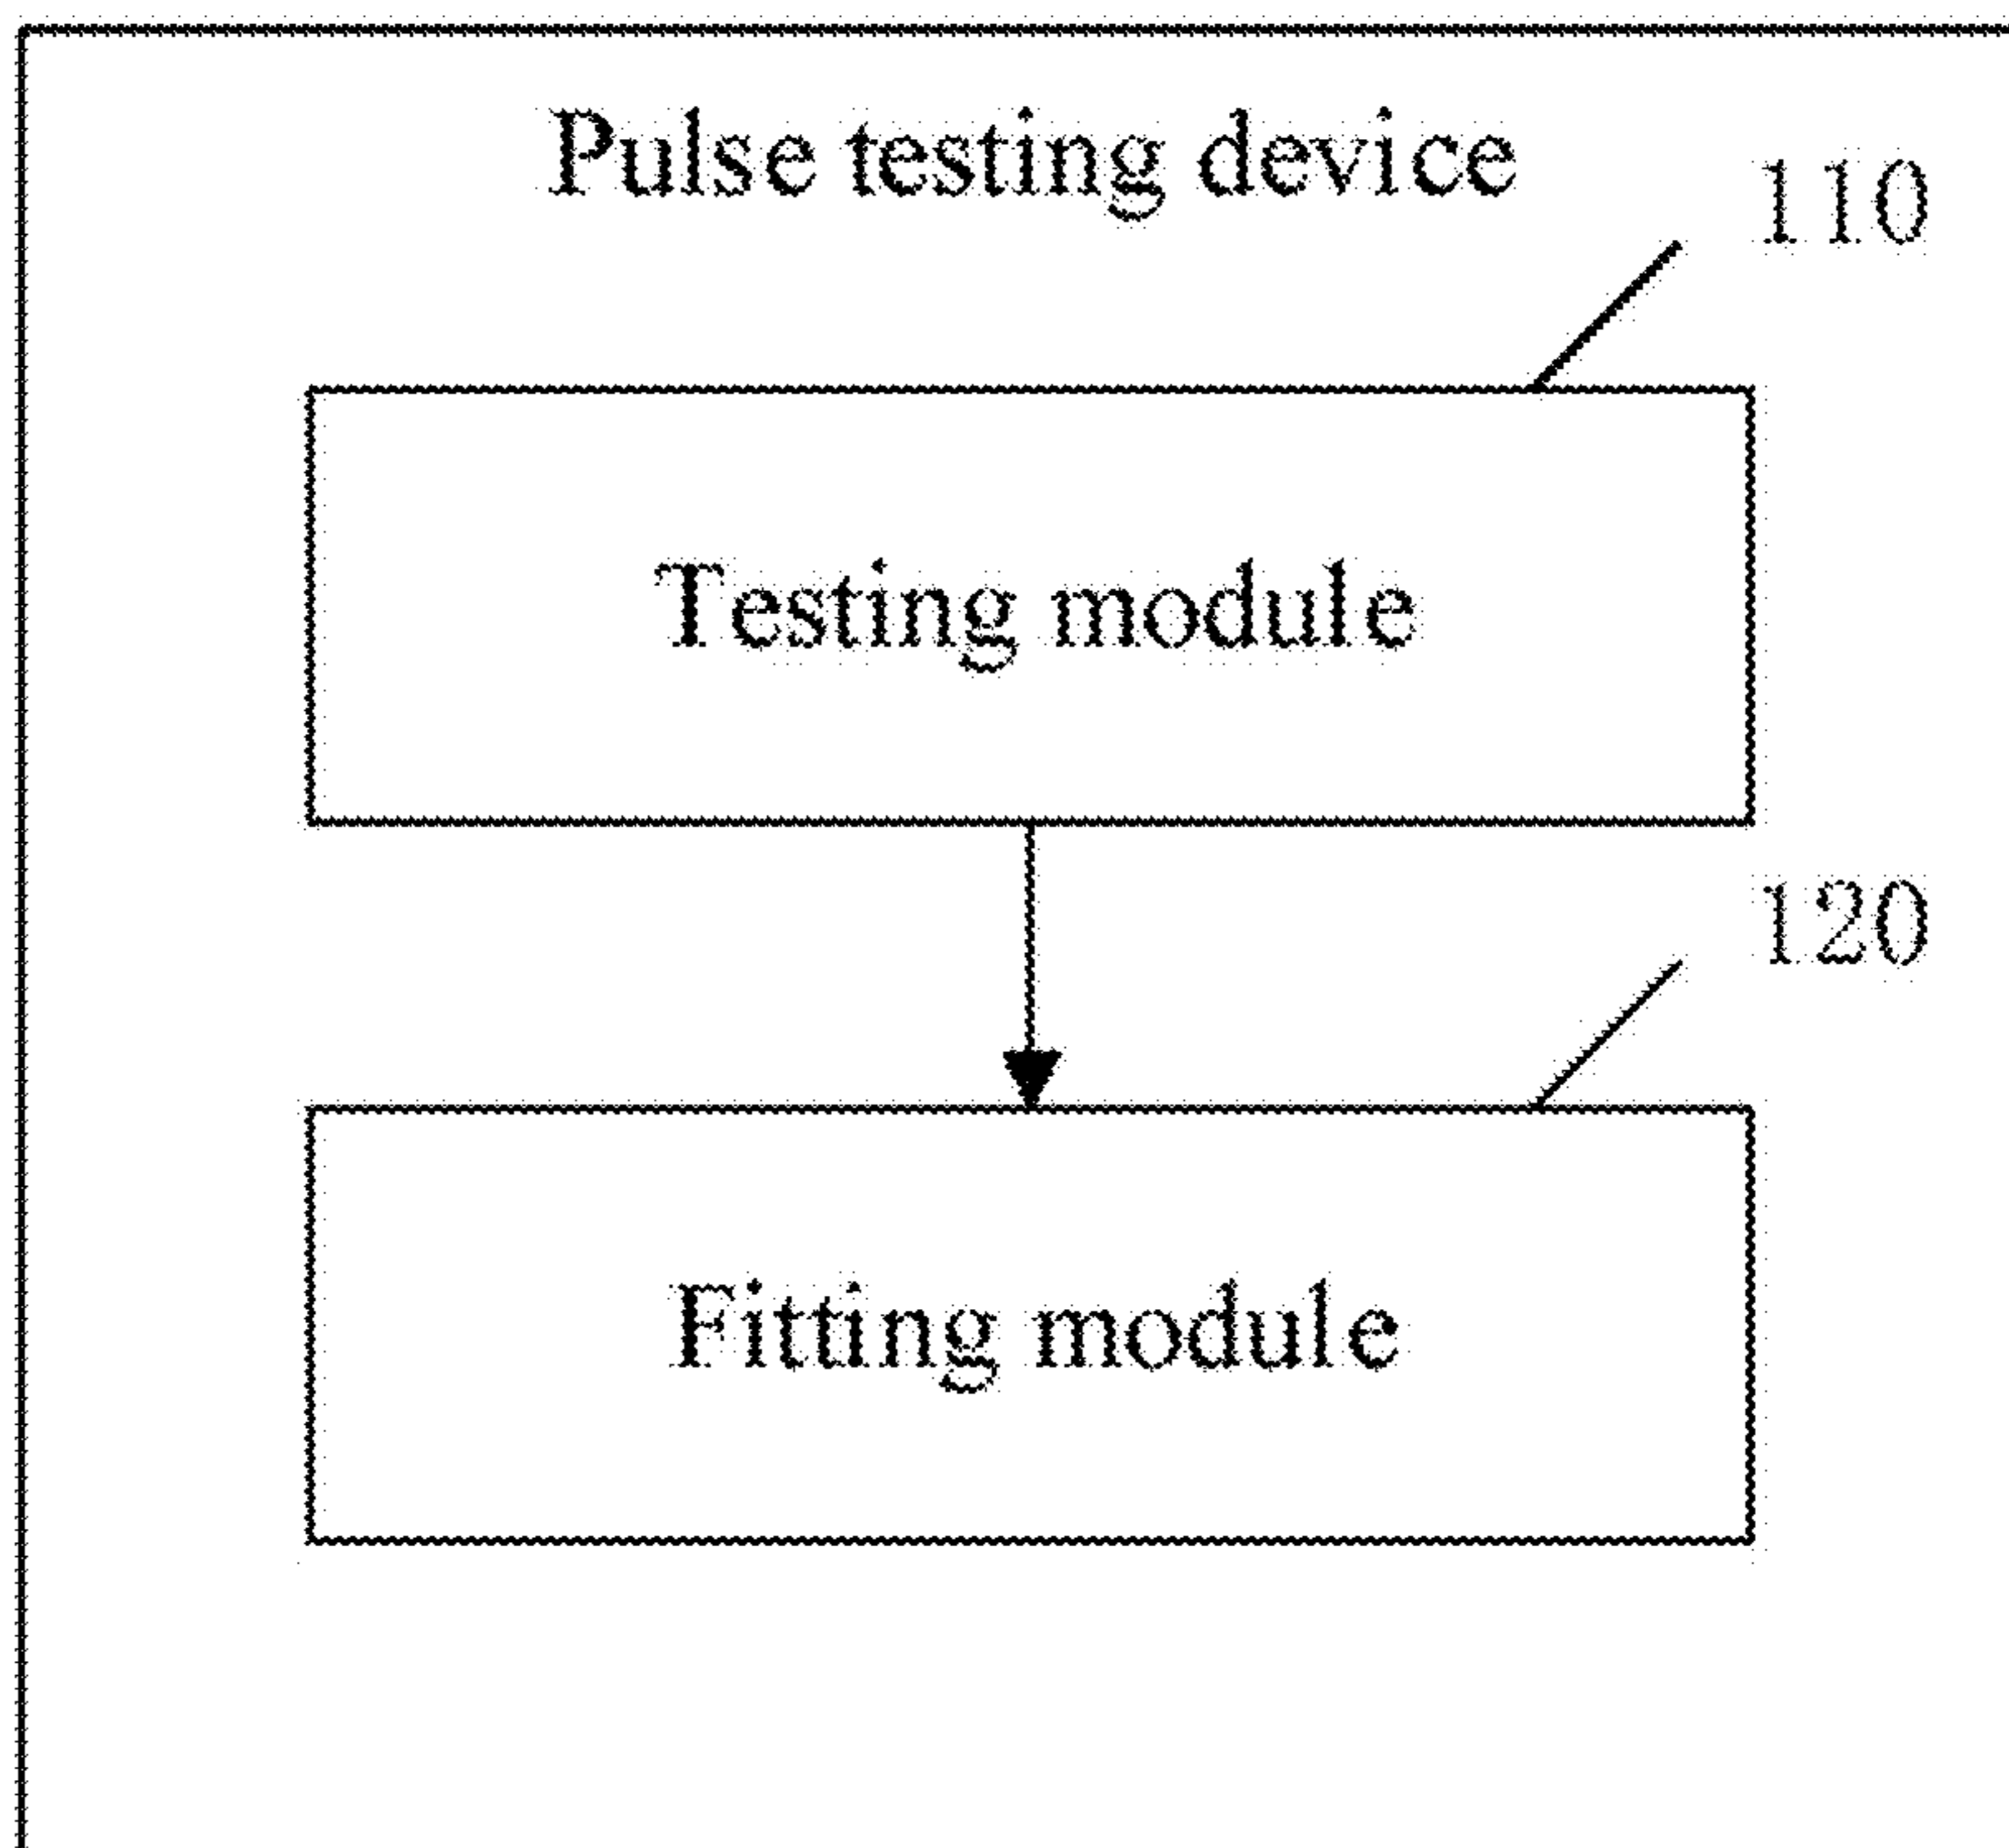 Pulse testing device
110
Testing module
120
Fitting module